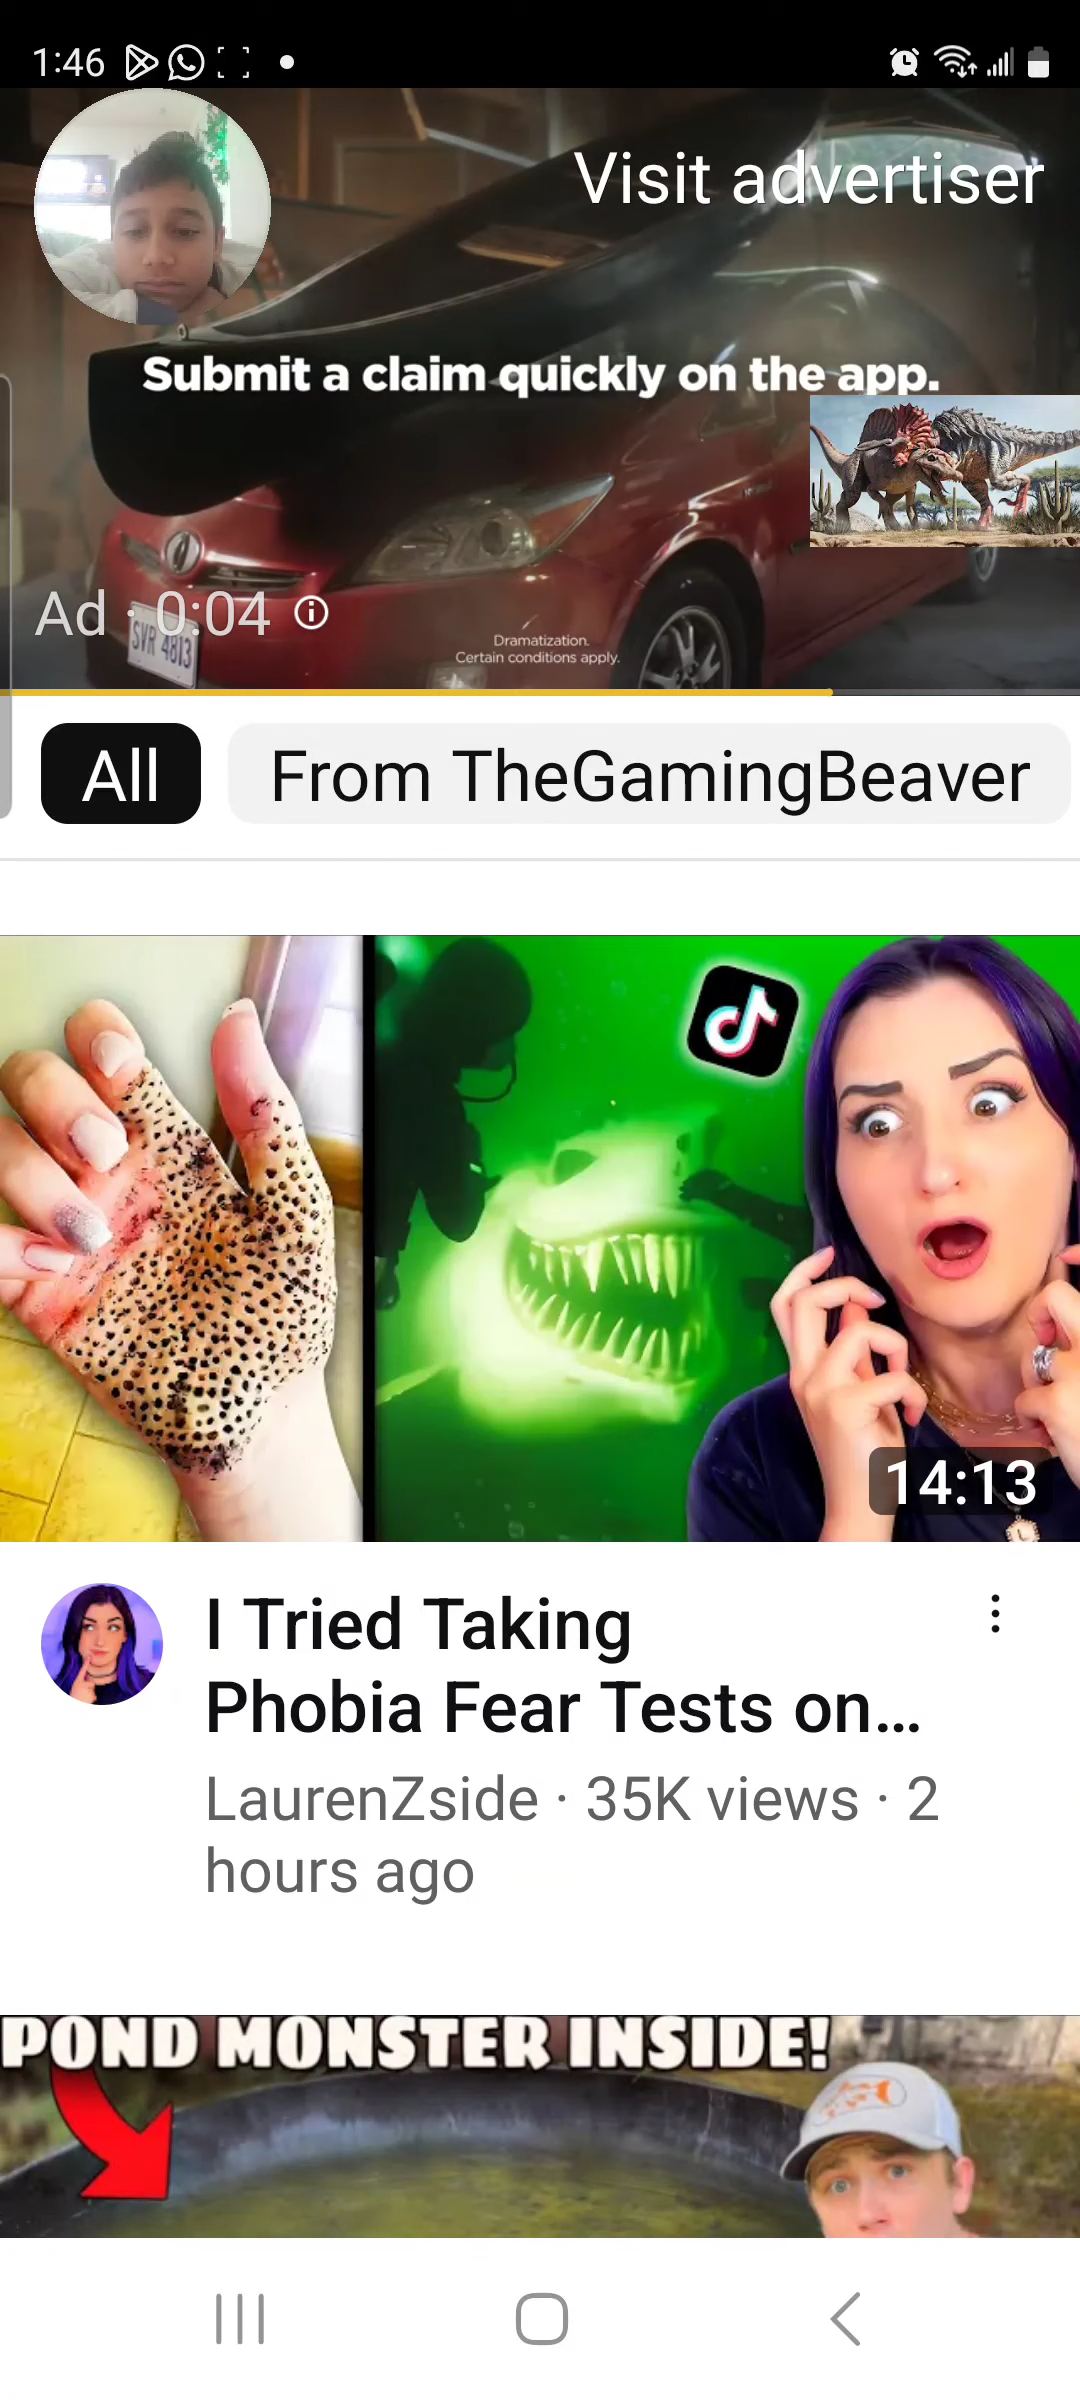 1:46
Visit advertiser
Submit a claim quickly on the app.
Ad · 0:04
SVR 4813
Dramatization.
Certain conditions apply.
All
From TheGamingBeaver
14:13
I Tried Taking
Phobia Fear Tests on...
LaurenZside · 35K views · 2
hours ago
POND MONSTER INSIDE!